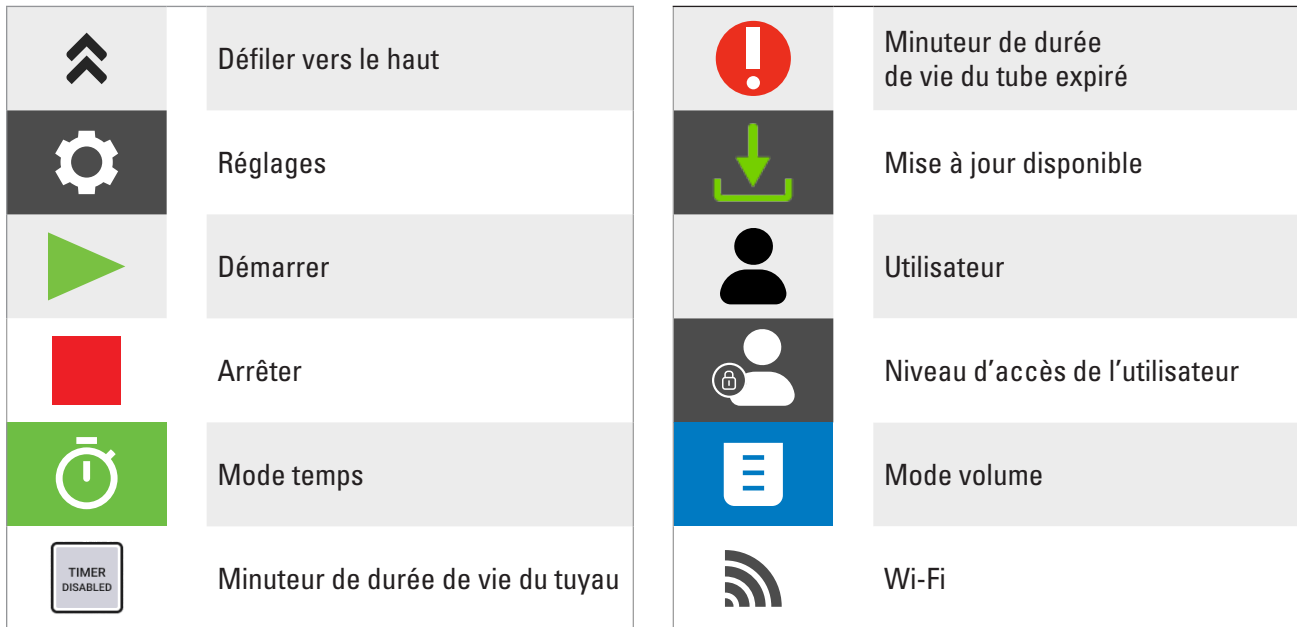 Défiler vers le haut
Réglages
Démarrer
Arrêter
Mode temps
TIMER
DISABLED
Minuteur de durée de vie du tuyau
Minuteur de durée
de vie du tube expiré
Mise à jour disponible
Utilisateur
Niveau d’accès de l’utilisateur
Mode volume
Wi-Fi